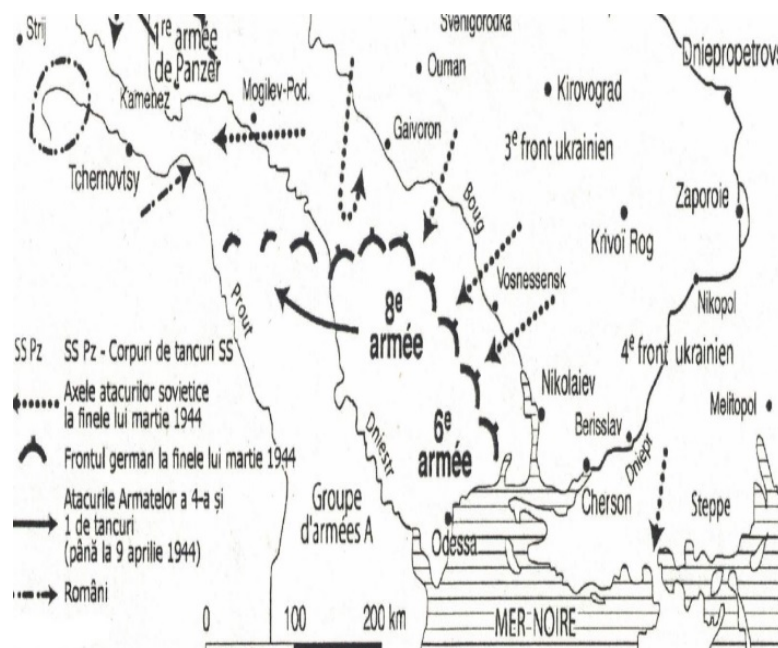 Svenigorodka
Strij
1re armée
de Panzer
Ouman
Dniepropetrovs
Kamenez
Mogilev-Pod.
Kirovograd
Gaivoron
3e front ukrainien
Tchernovtsy
Zaporoie
Boug
Krivoï Rog
Prout
8e
armée
Vosnessensk
Nikopol
4e front ukrainien
SS Pz SS Pz - Corpuri de tancuri SS
Axele atacurilor sovietice
la finele lui martie 1944
Nikolaiev
Melitopol
6e
armée
Berisslav
Frontul german la finele lui martie 1944
Dniestr
Dniepr
Atacurile Armatelor a 4-a și
1 de tancuri
(până la 9 aprilie 1944)
Groupe
d'armées A
Cherson
Steppe
Odessa
Români
0 100 200 km
MER-NOIRE